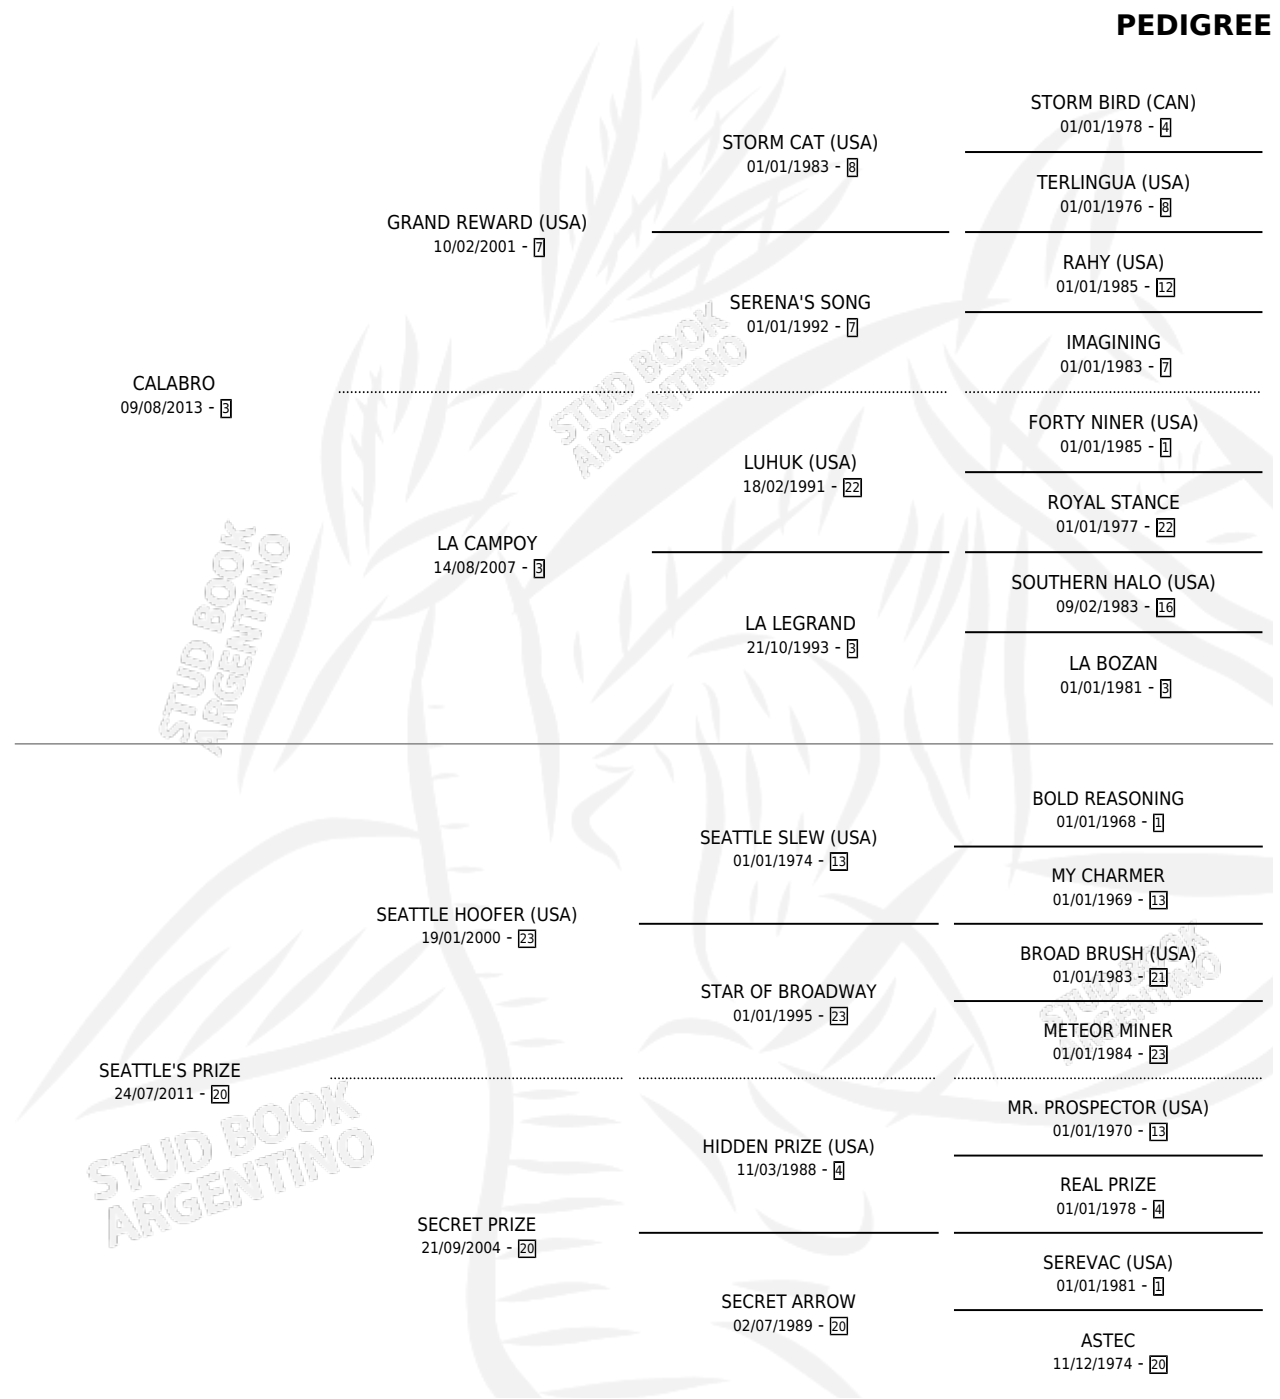 PEDIGREE
STORM BIRD (CAN)
01/01/1978 - 4
STORM CAT (USA)
01/01/1983 - 8
TERLINGUA (USA)
01/01/1976 - 8
GRAND REWARD (USA)
10/02/2001 - 7
RAHY (USA)
01/01/1985 - 12
SERENA'S SONG
01/01/1992 - 7
IMAGINING
01/01/1983 - 7
CALABRO
09/08/2013 - 3
STUD BOOK
ARGENTINO
FORTY NINER (USA)
01/01/1985 - 1
LUHUK (USA)
18/02/1991 - 22
ROYAL STANCE
01/01/1977 - 22
LA CAMPOY
14/08/2007 - 3
SOUTHERN HALO (USA)
09/02/1983 - 16
LA LEGRAND
21/10/1993 - 3
LA BOZAN
01/01/1981 - 3
STUD BOOK
ARGENTINO
BOLD REASONING
01/01/1968 - 1
SEATTLE SLEW (USA)
01/01/1974 - 13
MY CHARMER
01/01/1969 - 13
SEATTLE HOOFER (USA)
19/01/2000 - 23
BROAD BRUSH (USA)
01/01/1983 - 21
STAR OF BROADWAY
01/01/1995 - 23
STUD BOOK
ARGENTINO
METEOR MINER
01/01/1984 - 23
SEATTLE'S PRIZE
24/07/2011 - 20
STUD BOOK
ARGENTINO
MR. PROSPECTOR (USA)
01/01/1970 - 13
HIDDEN PRIZE (USA)
11/03/1988 - 4
REAL PRIZE
01/01/1978 - 4
SECRET PRIZE
21/09/2004 - 20
SEREVAC (USA)
01/01/1981 - 1
SECRET ARROW
02/07/1989 - 20
ASTEC
11/12/1974 - 20